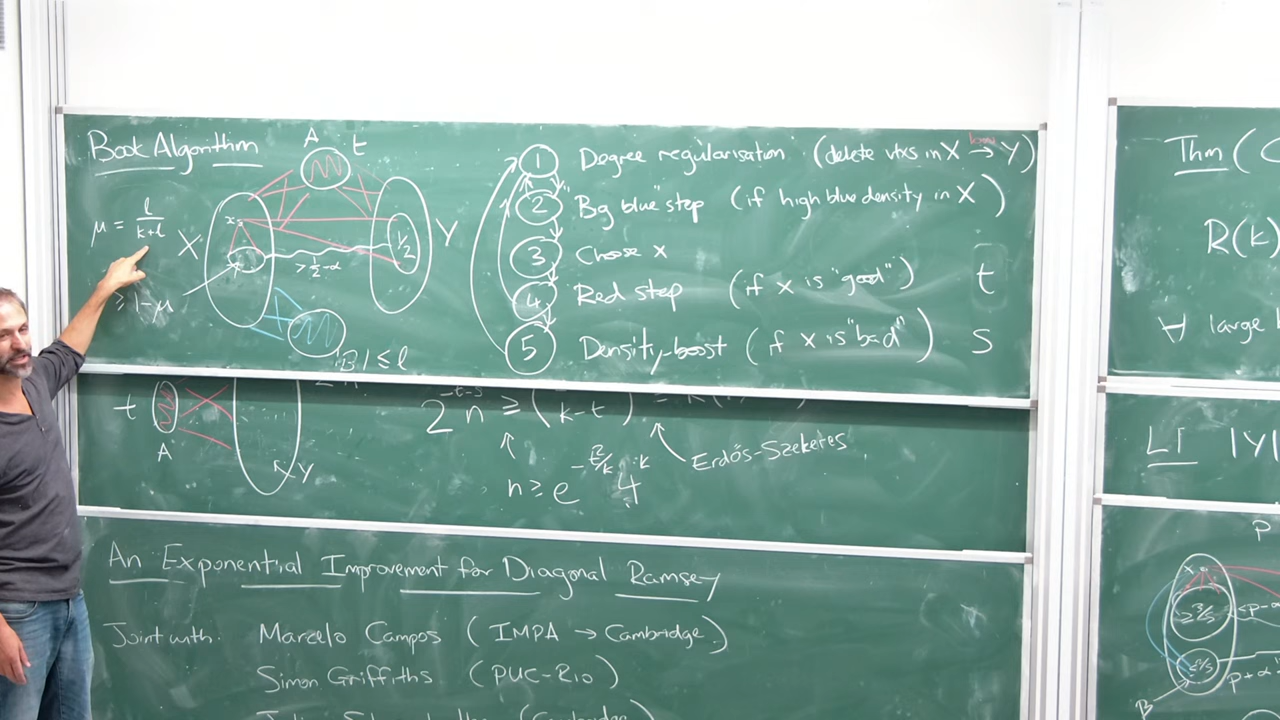 Book Algorithm
A t
μ = l/k+l
X
x
1/2
Y
> 1/2 - α
≥ 1-μ
|B| ≤ l
1 Degree regularisation (delete vtxs in X → Y)
2 Big "blue" step (if high blue density in X)
3 Choose x
4 Red step (if x is "good") t
5 Density-boost (if x is "bad") S
t
A
Y
2^-t-s n ≥ ( k-t )
Erdős-Szekeres
n ≥ e 4^k
An Exponential Improvement for Diagonal Ramsey
Joint with: Marcelo Campos (IMPA → Cambridge)
Simon Griffiths (PUC-Rio)
Thm (
R(k)
∀ large
|Y|
P
x
p + α
B